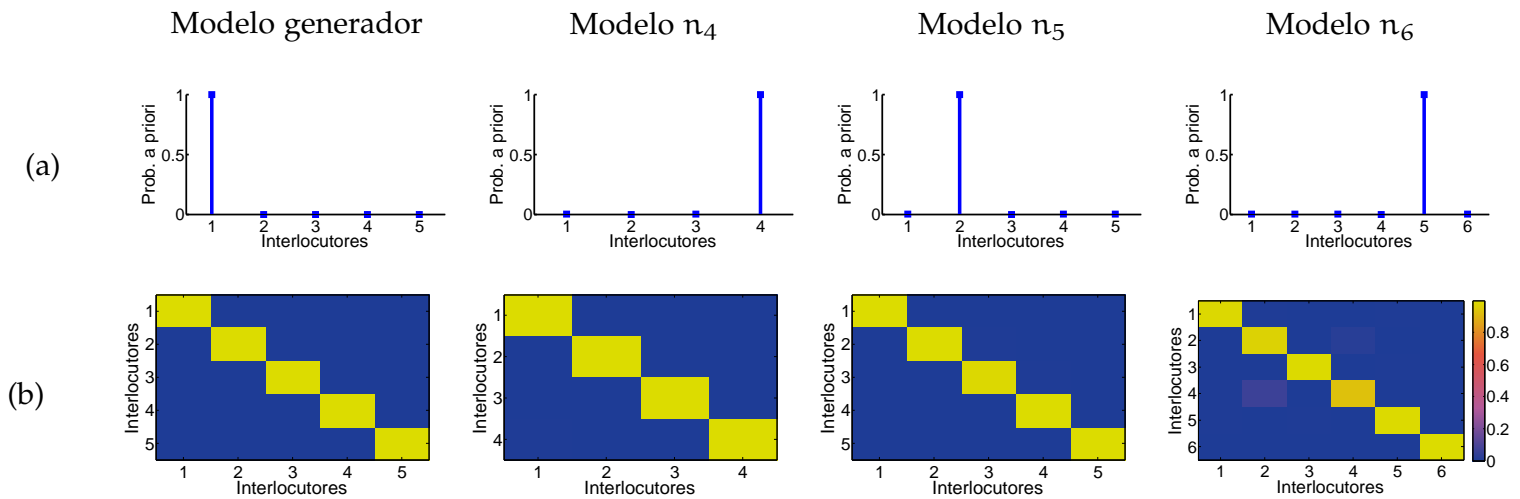 Modelo generador
Modelo n4
Modelo n5
Modelo n6
(a)
Prob. a priori
1
0.5
0
1 2 3 4 5
Interlocutores
Prob. a priori
1
0.5
0
1 2 3 4
Interlocutores
Prob. a priori
1
0.5
0
1 2 3 4 5
Interlocutores
Prob. a priori
1
0.5
0
1 2 3 4 5 6
Interlocutores
(b)
Interlocutores
1
2
3
4
5
1 2 3 4 5
Interlocutores
Interlocutores
1
2
3
4
1 2 3 4
Interlocutores
Interlocutores
1
2
3
4
5
1 2 3 4 5
Interlocutores
Interlocutores
1
2
3
4
5
6
1 2 3 4 5 6
Interlocutores
0.8
0.6
0.4
0.2
0